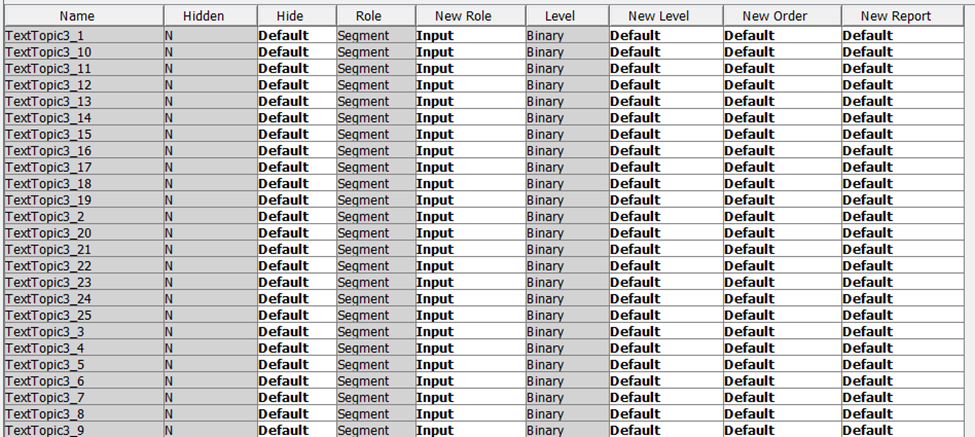 Name Hidden Hide Role New Role Level New Level New Order New Report
TextTopic3_1 N Default Segment Input Binary Default Default Default
TextTopic3_10 N Default Segment Input Binary Default Default Default
TextTopic3_11 N Default Segment Input Binary Default Default Default
TextTopic3_12 N Default Segment Input Binary Default Default Default
TextTopic3_13 N Default Segment Input Binary Default Default Default
TextTopic3_14 N Default Segment Input Binary Default Default Default
TextTopic3_15 N Default Segment Input Binary Default Default Default
TextTopic3_16 N Default Segment Input Binary Default Default Default
TextTopic3_17 N Default Segment Input Binary Default Default Default
TextTopic3_18 N Default Segment Input Binary Default Default Default
TextTopic3_19 N Default Segment Input Binary Default Default Default
TextTopic3_2 N Default Segment Input Binary Default Default Default
TextTopic3_20 N Default Segment Input Binary Default Default Default
TextTopic3_21 N Default Segment Input Binary Default Default Default
TextTopic3_22 N Default Segment Input Binary Default Default Default
TextTopic3_23 N Default Segment Input Binary Default Default Default
TextTopic3_24 N Default Segment Input Binary Default Default Default
TextTopic3_25 N Default Segment Input Binary Default Default Default
TextTopic3_3 N Default Segment Input Binary Default Default Default
TextTopic3_4 N Default Segment Input Binary Default Default Default
TextTopic3_5 N Default Segment Input Binary Default Default Default
TextTopic3_6 N Default Segment Input Binary Default Default Default
TextTopic3_7 N Default Segment Input Binary Default Default Default
TextTopic3_8 N Default Segment Input Binary Default Default Default
TextTopic3_9 N Default Segment Input Binary Default Default Default